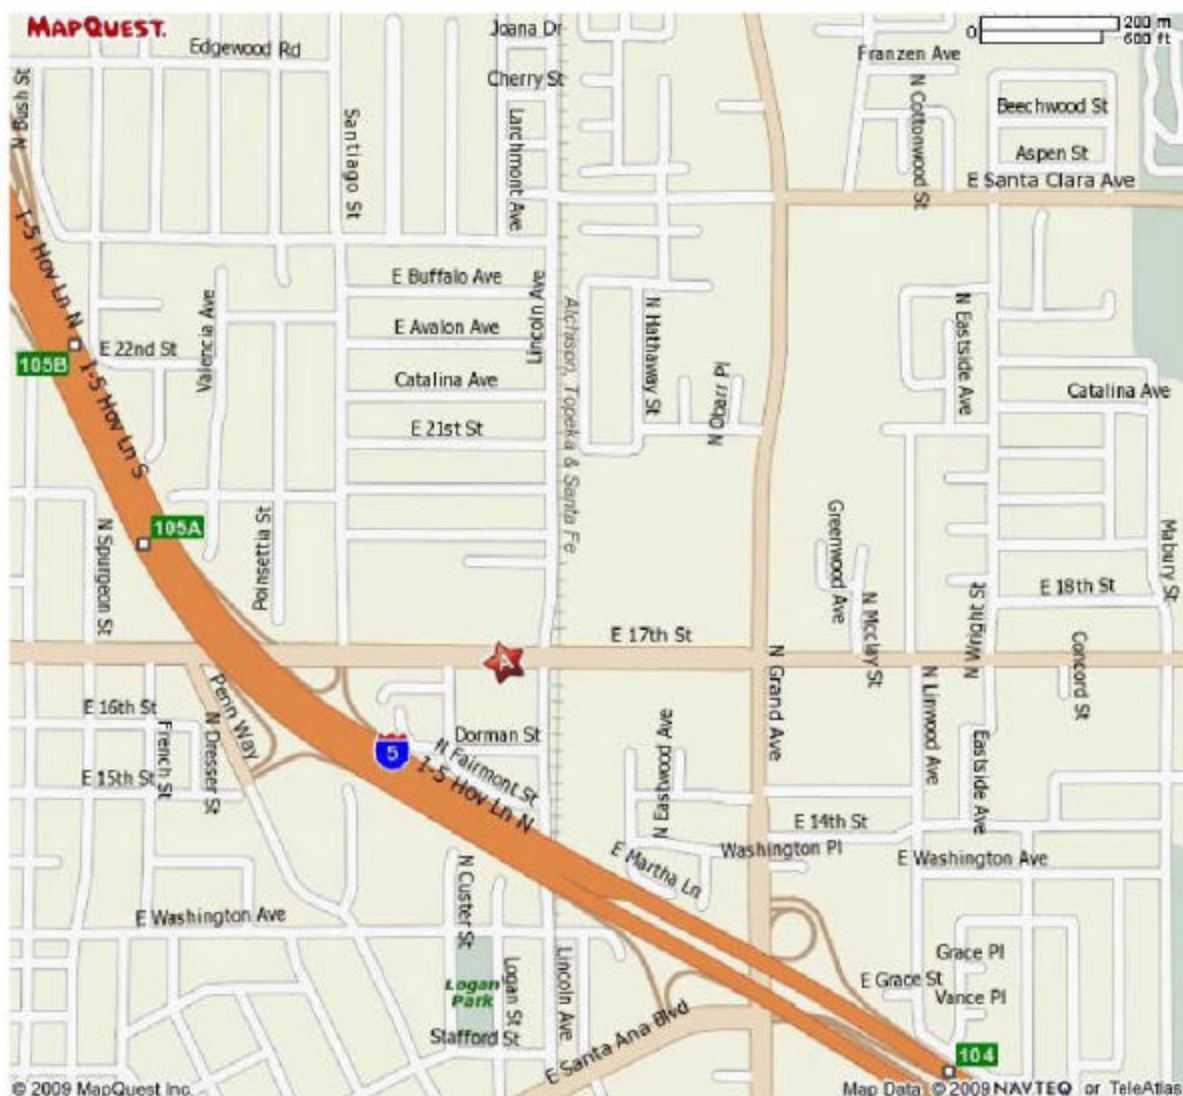 MAPQUEST.
Edgewood Rd
Joana Dr
0
200 m
600 ft
Franzen Ave
N Bush St
Cherry St
N Cottonwood St
Beechwood St
Santiago St
Larchmont Ave
Aspen St
E Santa Clara Ave
I-5 Hov Ln N
E Buffalo Ave
Lincoln Ave
Atchison, Topeka & Santa Fe
Valencia Ave
N Hathaway St
N Eastside Ave
E Avalon Ave
105B
E 22nd St
I-5 Hov Ln S
Catalina Ave
N Obarr Pl
Catalina Ave
E 21st St
105A
N Spurgeon St
Poinsettia St
Greenwood Ave
Mabury St
N Mcclay St
N Wright St
E 18th St
E 17th St
A
Concord St
N Grand Ave
N Linwood Ave
Penn Way
E 16th St
N Dresser St
French St
Dorman St
N Eastwood Ave
Eastside Ave
5
N Fairmont St
I-5 Hov Ln N
E 15th St
E 14th St
E Martha Ln
Washington Pl
E Washington Ave
N Custer St
E Washington Ave
Grace Pl
Logan Park
Logan St
Lincoln Ave
E Grace St
Vance Pl
Stafford St
E Santa Ana Blvd
104
© 2009 MapQuest Inc.
Map Data © 2009 NAVTEQ or TeleAtlas